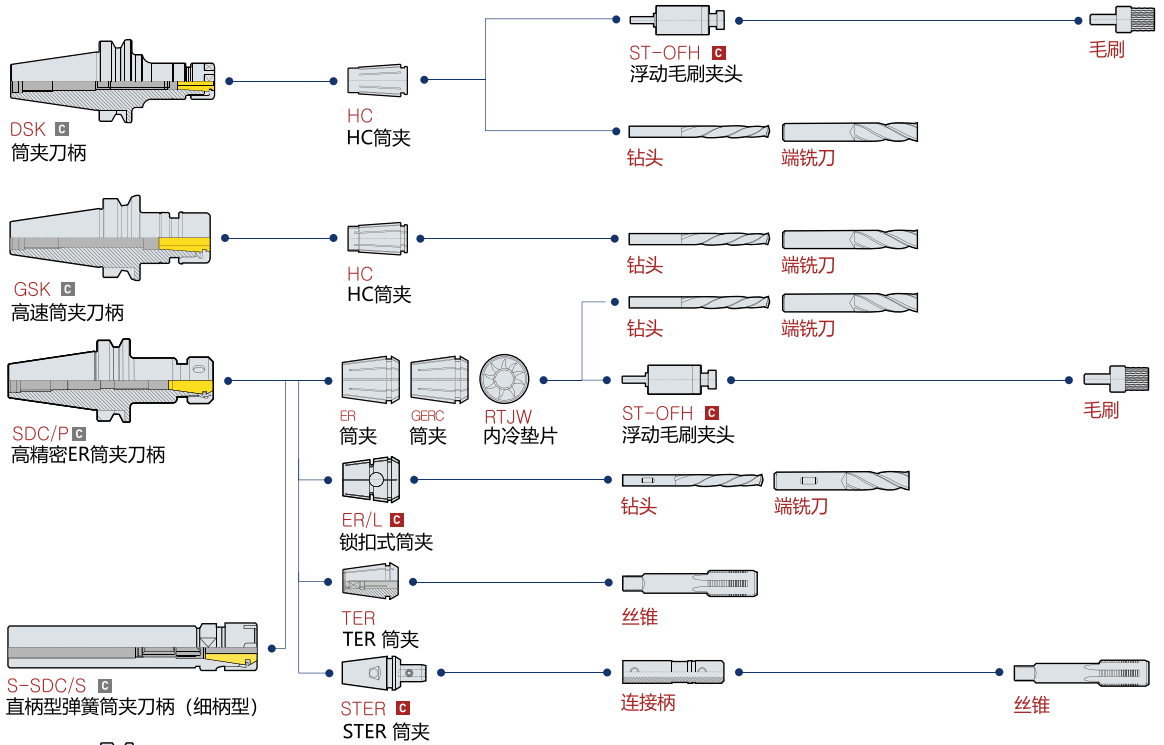 ST-OFH C
浮动毛刷夹头
毛刷
DSK C
筒夹刀柄
HC
HC筒夹
钻头
端铣刀
GSK C
高速筒夹刀柄
HC
HC筒夹
钻头
端铣刀
钻头
端铣刀
SDC/P C
高精密ER筒夹刀柄
ER
筒夹
GERC
筒夹
RTJW
内冷垫片
ST-OFH C
浮动毛刷夹头
毛刷
ER/L C
锁扣式筒夹
钻头
端铣刀
TER
TER 筒夹
丝锥
S-SDC/S C
直柄型弹簧筒夹刀柄（细柄型）
STER C
STER 筒夹
连接柄
丝锥